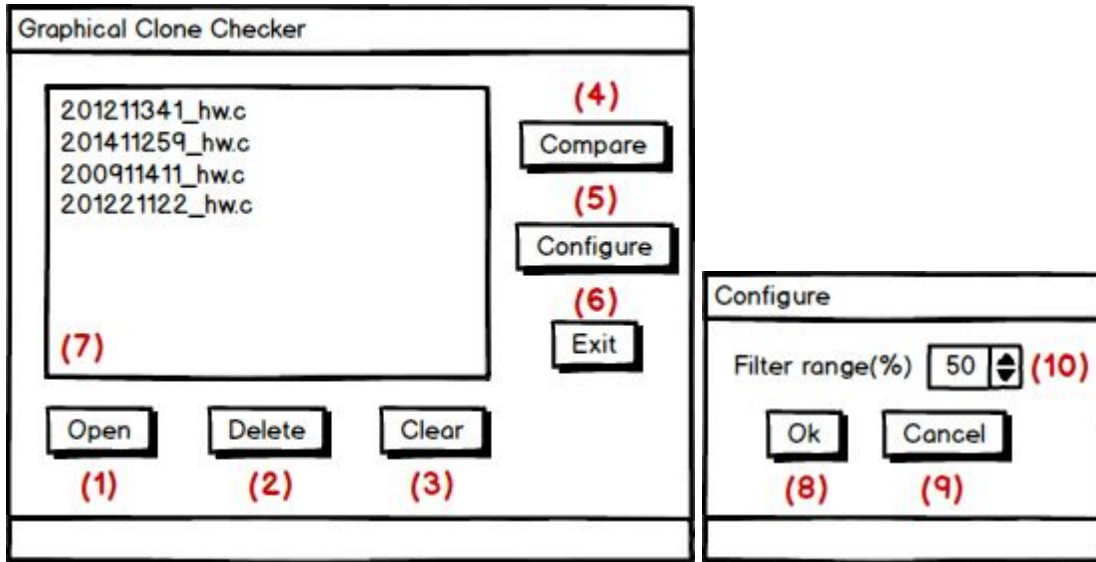 Graphical Clone Checker
201211341_hw.c
201411259_hw.c
200911411_hw.c
201221122_hw.c
(7)
(4)
Compare
(5)
Configure
(6)
Exit
Open
Delete
Clear
(1)
(2)
(3)
Configure
Filter range(%) 50 (10)
Ok
Cancel
(8)
(9)